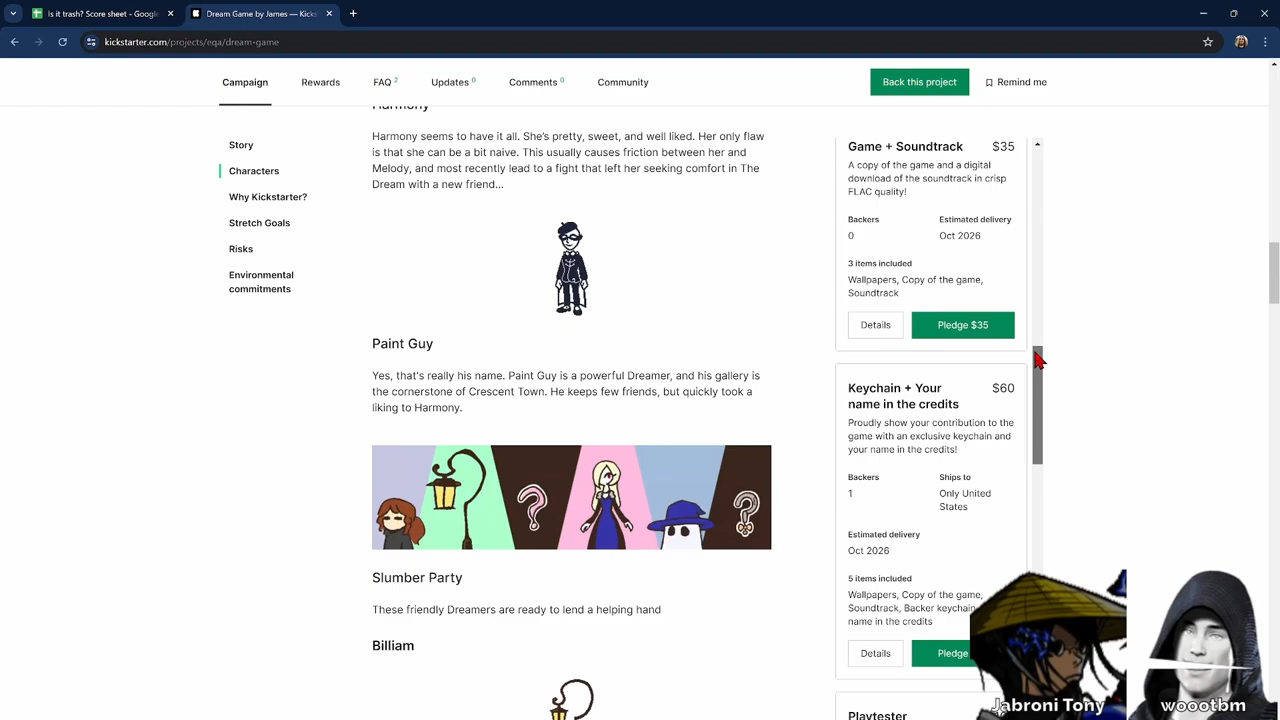 Is it trash? Score sheet - Google
Dream Game by James — Kicks
kickstarter.com/projects/eqa/dream-game
Campaign
Rewards
FAQ 2
Updates 0
Comments 0
Community
Back this project
Remind me
Story
Characters
Why Kickstarter?
Stretch Goals
Risks
Environmental
commitments
Harmony
Harmony seems to have it all. She's pretty, sweet, and well liked. Her only flaw
is that she can be a bit naive. This usually causes friction between her and
Melody, and most recently lead to a fight that left her seeking comfort in The
Dream with a new friend...
Paint Guy
Yes, that's really his name. Paint Guy is a powerful Dreamer, and his gallery is
the cornerstone of Crescent Town. He keeps few friends, but quickly took a
liking to Harmony.
? ?
Slumber Party
These friendly Dreamers are ready to lend a helping hand
Billiam
Game + Soundtrack $35
A copy of the game and a digital
download of the soundtrack in crisp
FLAC quality!
Backers Estimated delivery
0 Oct 2026
3 items included
Wallpapers, Copy of the game,
Soundtrack
Details Pledge $35
Keychain + Your $60
name in the credits
Proudly show your contribution to the
game with an exclusive keychain and
your name in the credits!
Backers Ships to
1 Only United
States
Estimated delivery
Oct 2026
5 items included
Wallpapers, Copy of the game,
Soundtrack, Backer keychain
name in the credits
Details Pledge
Playtester
Jabroni Tony
woootbm